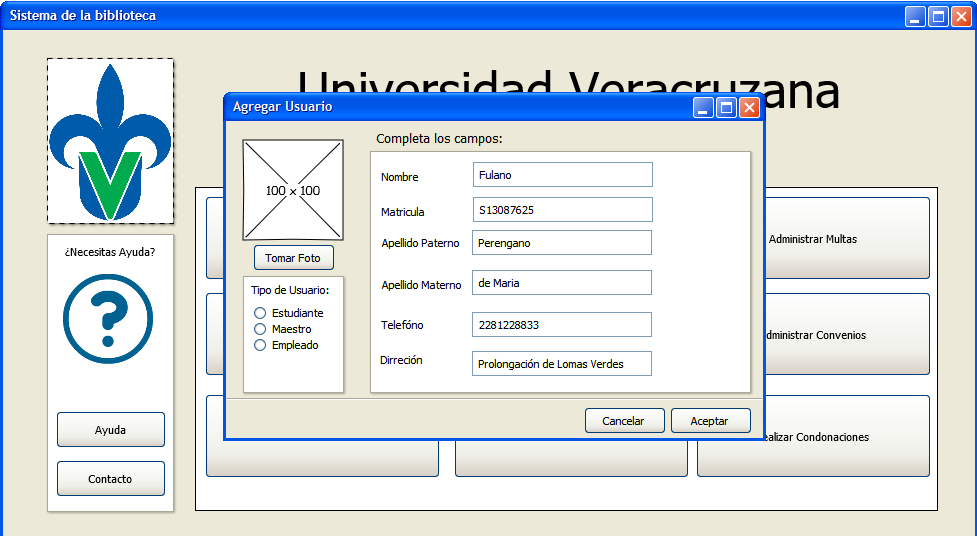 Sistema de la biblioteca
Universidad Veracruzana
Agregar Usuario
Completa los campos:
100 x 100
Tomar Foto
Tipo de Usuario:
Estudiante
Maestro
Empleado
Nombre Fulano
Matricula S13087625
Apellido Paterno Perengano
Apellido Materno de Maria
Telefóno 2281228833
Dirreción Prolongación de Lomas Verdes
Cancelar Aceptar
¿Necesitas Ayuda?
Ayuda
Contacto
Administrar Multas
dministrar Convenios
ealizar Condonaciones